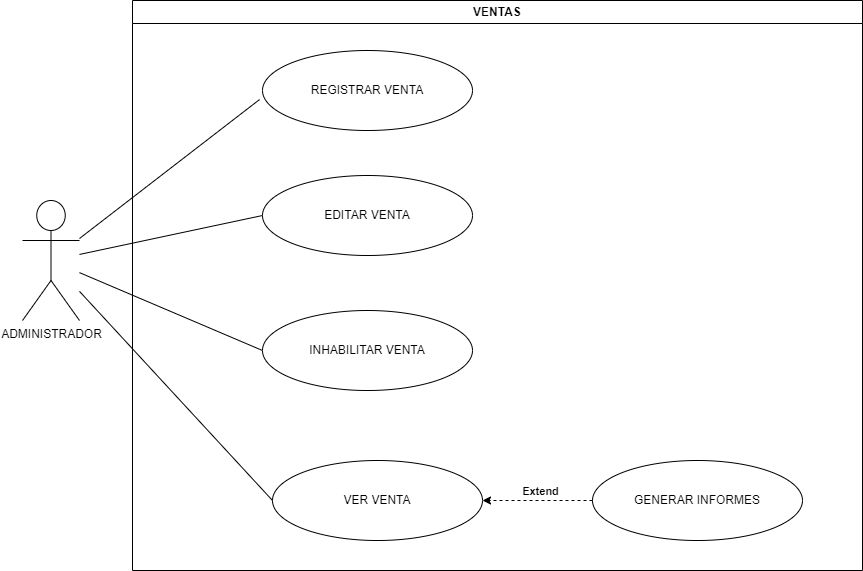 VENTAS
REGISTRAR VENTA
EDITAR VENTA
ADMINISTRADOR
INHABILITAR VENTA
VER VENTA
Extend
GENERAR INFORMES